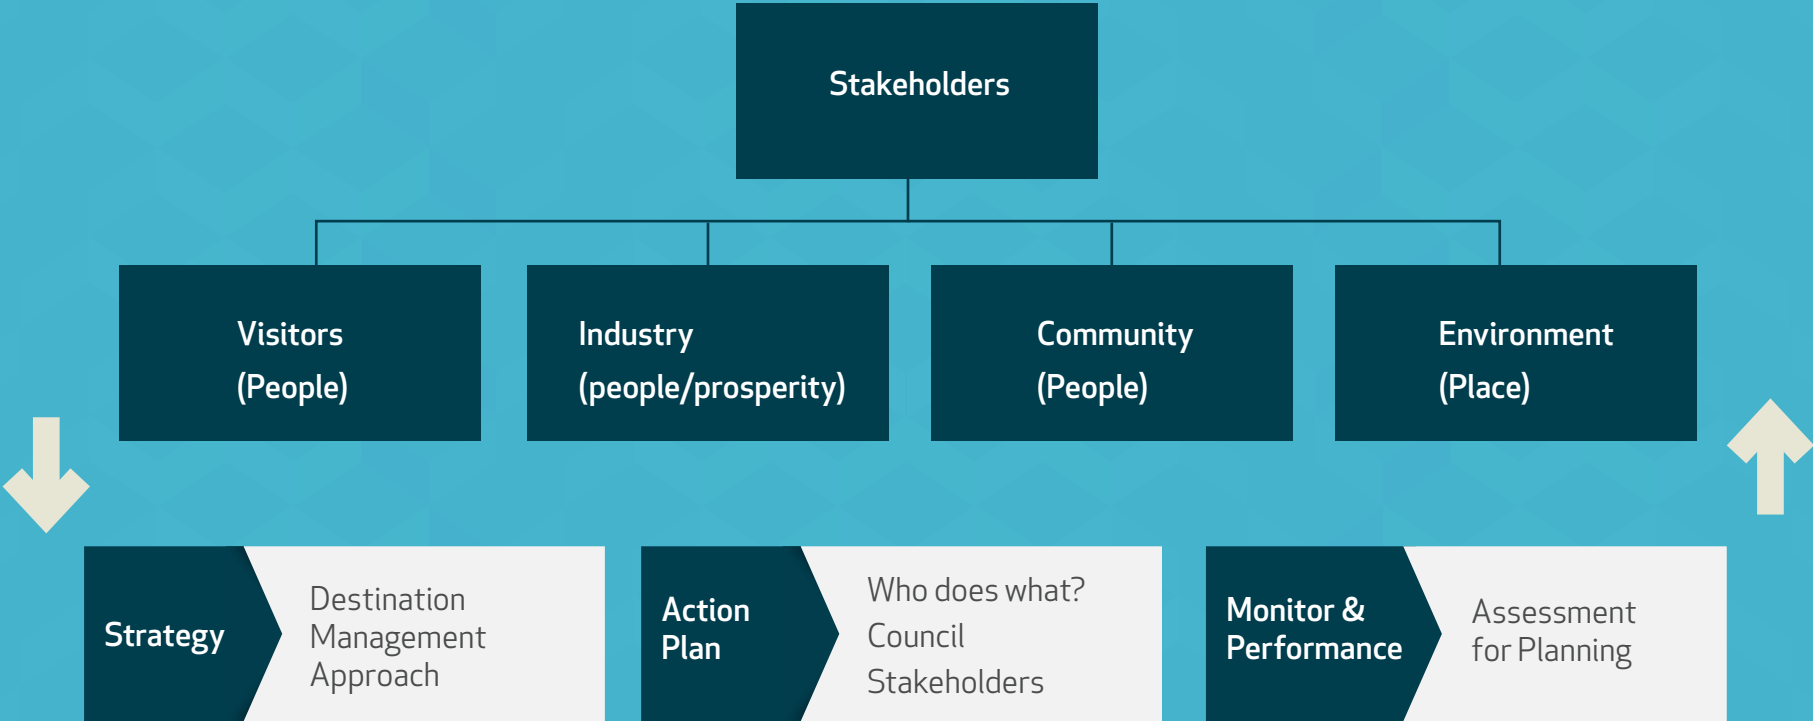 Stakeholders
Visitors
(People)
Industry
(people/prosperity)
Community
(People)
Environment
(Place)
Strategy
Destination
Management
Approach
Action
Plan
Who does what?
Council
Stakeholders
Monitor &
Performance
Assessment
for Planning